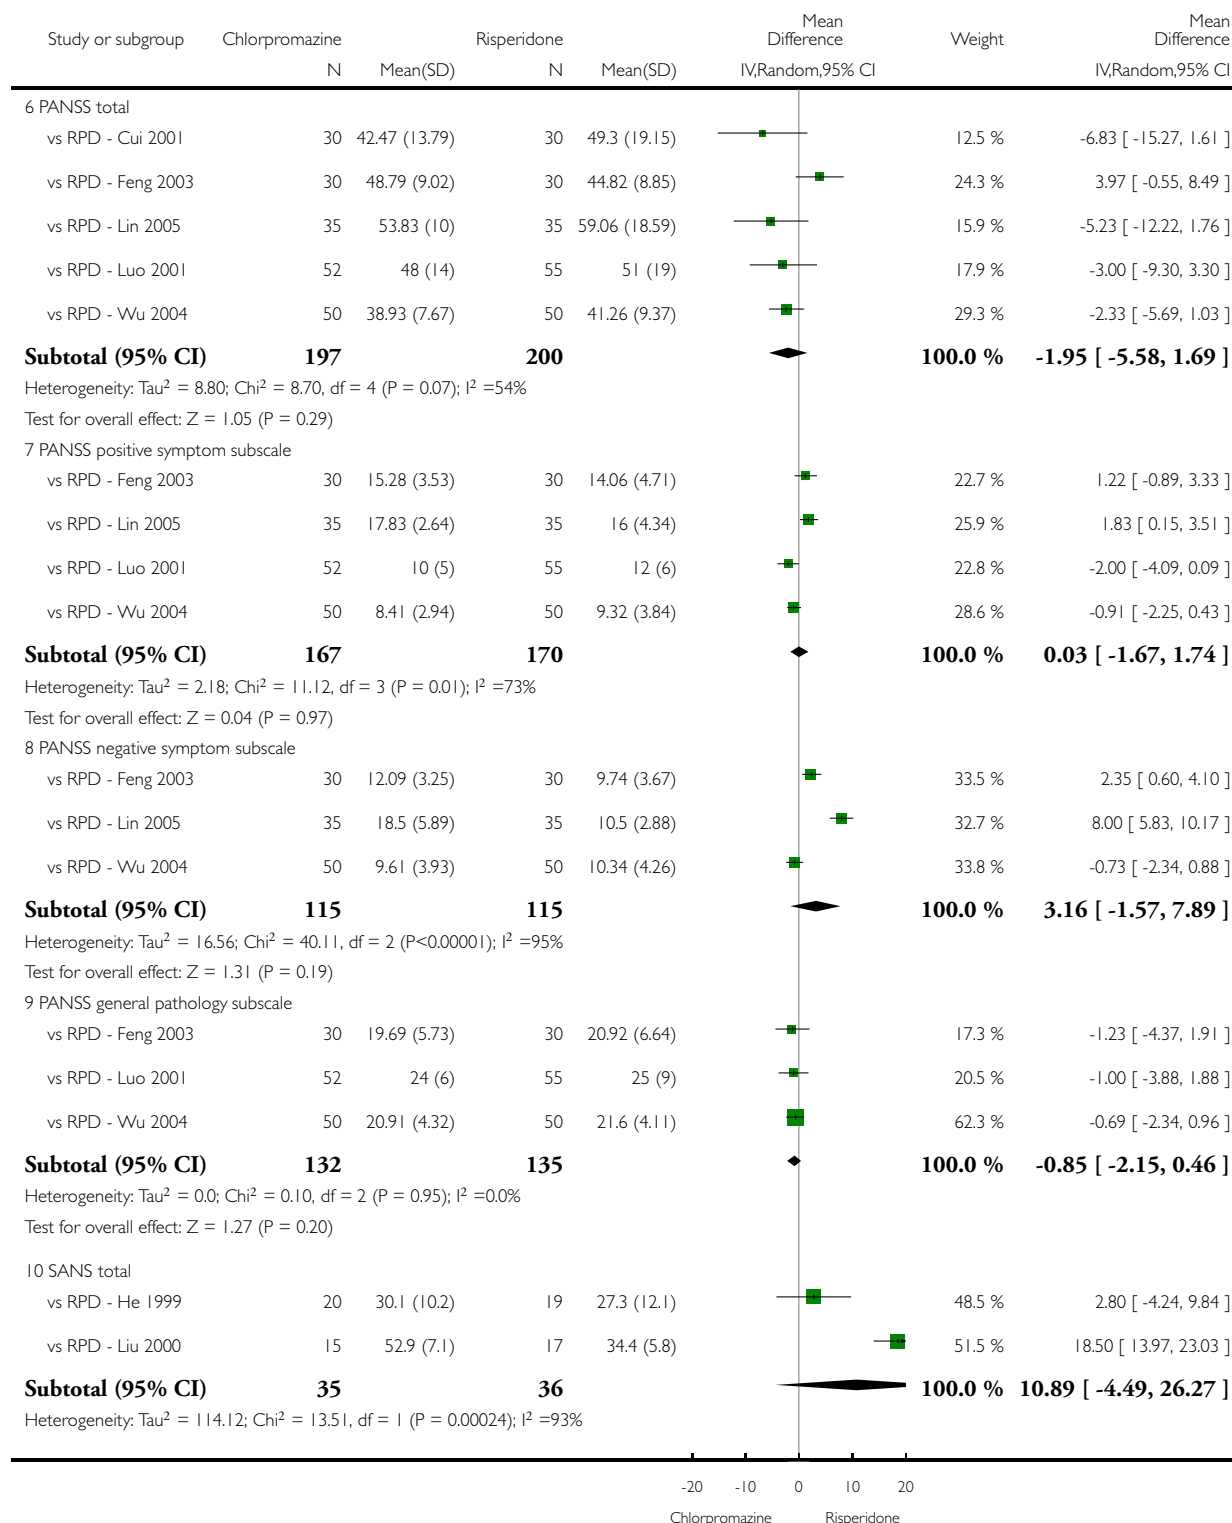 Study or subgroup Chlorpromazine Risperidone Mean Difference Weight Mean Difference
N Mean(SD) N Mean(SD) IV,Random,95% CI IV,Random,95% CI
6 PANSS total
vs RPD - Cui 2001 30 42.47 (13.79) 30 49.3 (19.15) 12.5 % -6.83 [ -15.27, 1.61 ]
vs RPD - Feng 2003 30 48.79 (9.02) 30 44.82 (8.85) 24.3 % 3.97 [ -0.55, 8.49 ]
vs RPD - Lin 2005 35 53.83 (10) 35 59.06 (18.59) 15.9 % -5.23 [ -12.22, 1.76 ]
vs RPD - Luo 2001 52 48 (14) 55 51 (19) 17.9 % -3.00 [ -9.30, 3.30 ]
vs RPD - Wu 2004 50 38.93 (7.67) 50 41.26 (9.37) 29.3 % -2.33 [ -5.69, 1.03 ]
Subtotal (95% CI) 197 200 100.0 % -1.95 [ -5.58, 1.69 ]
Heterogeneity: Tau² = 8.80; Chi² = 8.70, df = 4 (P = 0.07); I² =54%
Test for overall effect: Z = 1.05 (P = 0.29)
7 PANSS positive symptom subscale
vs RPD - Feng 2003 30 15.28 (3.53) 30 14.06 (4.71) 22.7 % 1.22 [ -0.89, 3.33 ]
vs RPD - Lin 2005 35 17.83 (2.64) 35 16 (4.34) 25.9 % 1.83 [ 0.15, 3.51 ]
vs RPD - Luo 2001 52 10 (5) 55 12 (6) 22.8 % -2.00 [ -4.09, 0.09 ]
vs RPD - Wu 2004 50 8.41 (2.94) 50 9.32 (3.84) 28.6 % -0.91 [ -2.25, 0.43 ]
Subtotal (95% CI) 167 170 100.0 % 0.03 [ -1.67, 1.74 ]
Heterogeneity: Tau² = 2.18; Chi² = 11.12, df = 3 (P = 0.01); I² =73%
Test for overall effect: Z = 0.04 (P = 0.97)
8 PANSS negative symptom subscale
vs RPD - Feng 2003 30 12.09 (3.25) 30 9.74 (3.67) 33.5 % 2.35 [ 0.60, 4.10 ]
vs RPD - Lin 2005 35 18.5 (5.89) 35 10.5 (2.88) 32.7 % 8.00 [ 5.83, 10.17 ]
vs RPD - Wu 2004 50 9.61 (3.93) 50 10.34 (4.26) 33.8 % -0.73 [ -2.34, 0.88 ]
Subtotal (95% CI) 115 115 100.0 % 3.16 [ -1.57, 7.89 ]
Heterogeneity: Tau² = 16.56; Chi² = 40.11, df = 2 (P<0.00001); I² =95%
Test for overall effect: Z = 1.31 (P = 0.19)
9 PANSS general pathology subscale
vs RPD - Feng 2003 30 19.69 (5.73) 30 20.92 (6.64) 17.3 % -1.23 [ -4.37, 1.91 ]
vs RPD - Luo 2001 52 24 (6) 55 25 (9) 20.5 % -1.00 [ -3.88, 1.88 ]
vs RPD - Wu 2004 50 20.91 (4.32) 50 21.6 (4.11) 62.3 % -0.69 [ -2.34, 0.96 ]
Subtotal (95% CI) 132 135 100.0 % -0.85 [ -2.15, 0.46 ]
Heterogeneity: Tau² = 0.0; Chi² = 0.10, df = 2 (P = 0.95); I² =0.0%
Test for overall effect: Z = 1.27 (P = 0.20)
10 SANS total
vs RPD - He 1999 20 30.1 (10.2) 19 27.3 (12.1) 48.5 % 2.80 [ -4.24, 9.84 ]
vs RPD - Liu 2000 15 52.9 (7.1) 17 34.4 (5.8) 51.5 % 18.50 [ 13.97, 23.03 ]
Subtotal (95% CI) 35 36 100.0 % 10.89 [ -4.49, 26.27 ]
Heterogeneity: Tau² = 114.12; Chi² = 13.51, df = 1 (P = 0.00024); I² =93%
-20 -10 0 10 20
Chlorpromazine Risperidone